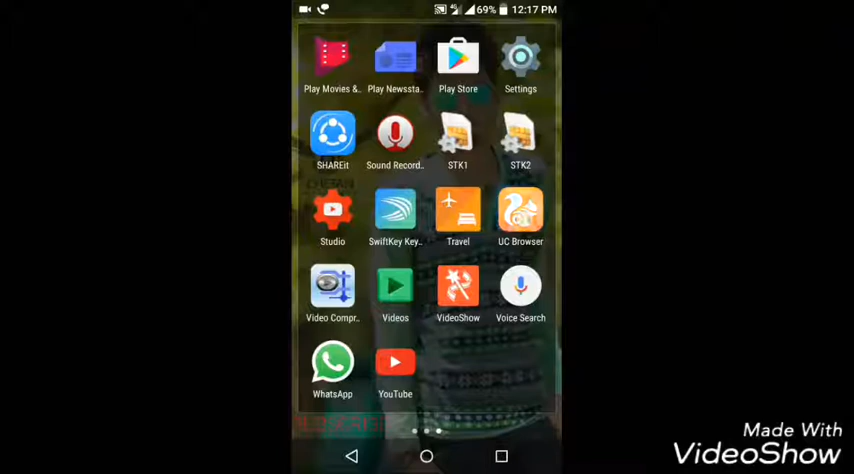 4G 69% 12:17 PM
Play Movies &.. Play Newssta.. Play Store Settings
SHAREit Sound Record.. STK1 STK2
Studio SwiftKey Key.. Travel UC Browser
Video Compr.. Videos VideoShow Voice Search
WhatsApp YouTube
Made With
VideoShow